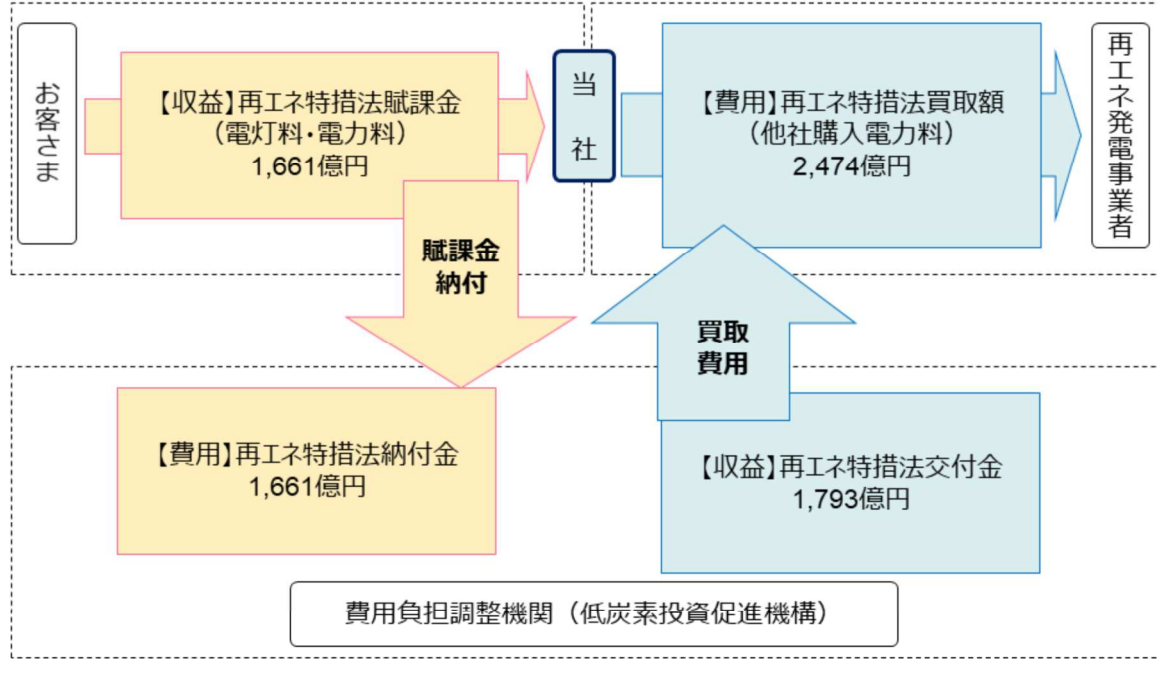 お客さま
【収益】再エネ特措法賦課金
（電灯料・電力料）
1,661億円
当社
【費用】再エネ特措法買取額
（他社購入電力料）
2,474億円
再エネ発電事業者
賦課金
納付
買取
費用
【費用】再エネ特措法納付金
1,661億円
【収益】再エネ特措法交付金
1,793億円
費用負担調整機関（低炭素投資促進機構）